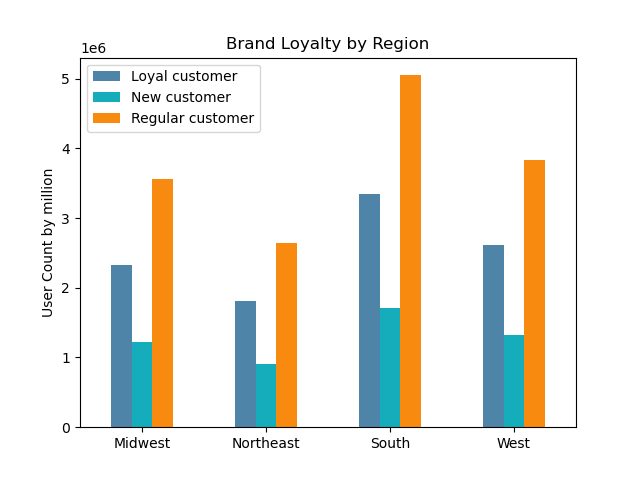 Brand Loyalty by Region
1e6
Loyal customer
New customer
Regular customer
User Count by million
5
4
3
2
1
0
Midwest Northeast South West